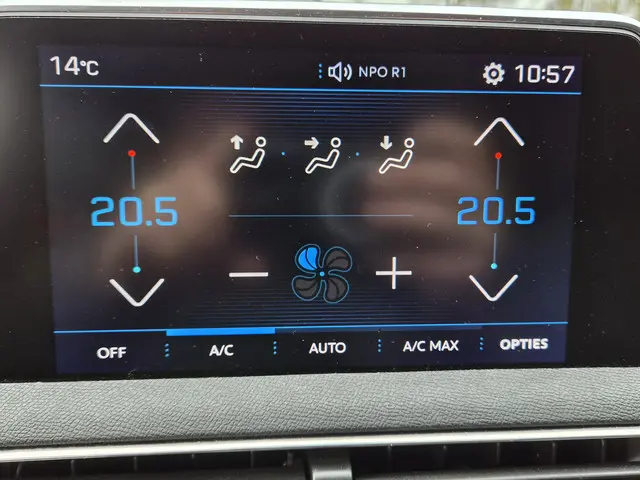 14°C NPO R1 10:57
20.5 20.5
OFF A/C AUTO A/C MAX OPTIES